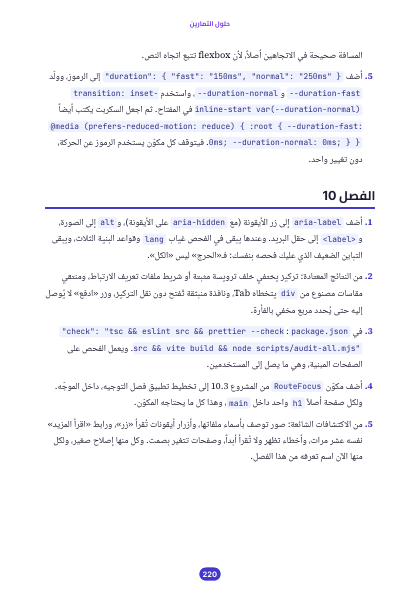 حلول التمارين
المسافة صحيحة في الاتجاهين أصلاً، لأن flexbox تتبع اتجاه النص.
5. أضف "duration": { "fast": "150ms", "normal": "250ms" } إلى الرموز، وولّد
--duration-fast و --duration-normal، واستخدم transition: inset-
inline-start var(--duration-normal) في المفتاح. ثم اجعل السكربت يكتب أيضاً
@media (prefers-reduced-motion: reduce) { :root { --duration-fast:
0ms; --duration-normal: 0ms; } }. فيتوقف كل مكوّن يستخدم الرموز عن الحركة،
دون تغيير واحد.
الفصل 10
1. أضف aria-label إلى زر الأيقونة (مع aria-hidden على الأيقونة)، و alt إلى الصورة،
و <label> إلى حقل البريد. وعندها يبقى في الفحص غياب lang وقواعد البنية الثلاث، ويبقى
التباين الضعيف الذي عليك فحصه بنفسك: فـ«الحرج» ليس «الكل».
2. من النتائج المعتادة: تركيز يختفي خلف ترويسة مثبتة أو شريط ملفات تعريف الارتباط، ومنتقي
مقاسات مصنوع من div يتخطاه Tab، ونافذة منبثقة تُفتح دون نقل التركيز، وزر «ادفع» لا يُوصل
إليه حتى يُحدد مربع مخفي بالفأرة.
3. في package.json: "check": "tsc && eslint src && prettier --check
src && vite build && node scripts/audit-all.mjs". ويعمل الفحص على
الصفحات المبنية، وهي ما يصل إلى المستخدمين.
4. أضف مكوّن RouteFocus من المشروع 10.3 إلى تخطيط تطبيق فصل التوجيه، داخل الموجّه.
ولكل صفحة أصلاً h1 واحد داخل main، وهذا كل ما يحتاجه المكوّن.
5. من الاكتشافات الشائعة: صور توصف بأسماء ملفاتها، وأزرار أيقونات تُقرأ «زر»، ورابط «اقرأ المزيد»
نفسه عشر مرات، وأخطاء تظهر ولا تُقرأ أبداً، وصفحات تتغير بصمت. وكل منها إصلاح صغير، ولكل
منها الآن اسم تعرفه من هذا الفصل.
220